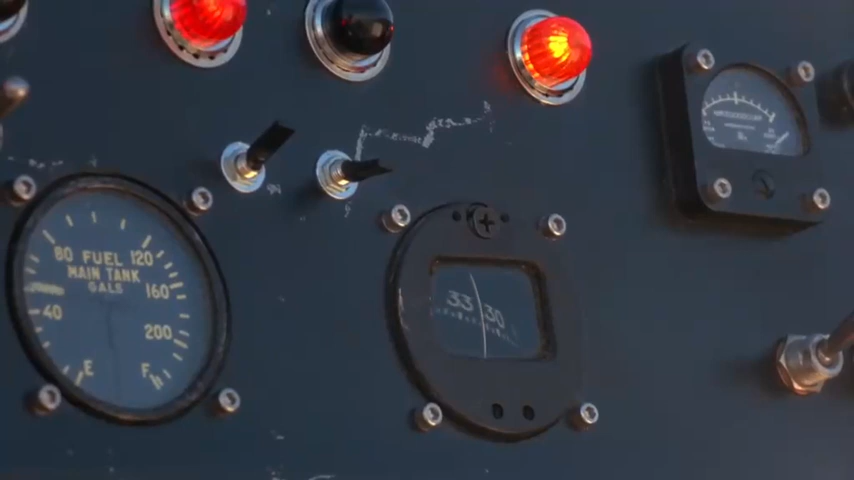 80 FUEL 120
MAIN TANK
GALS
160
40
200
E F
33 30